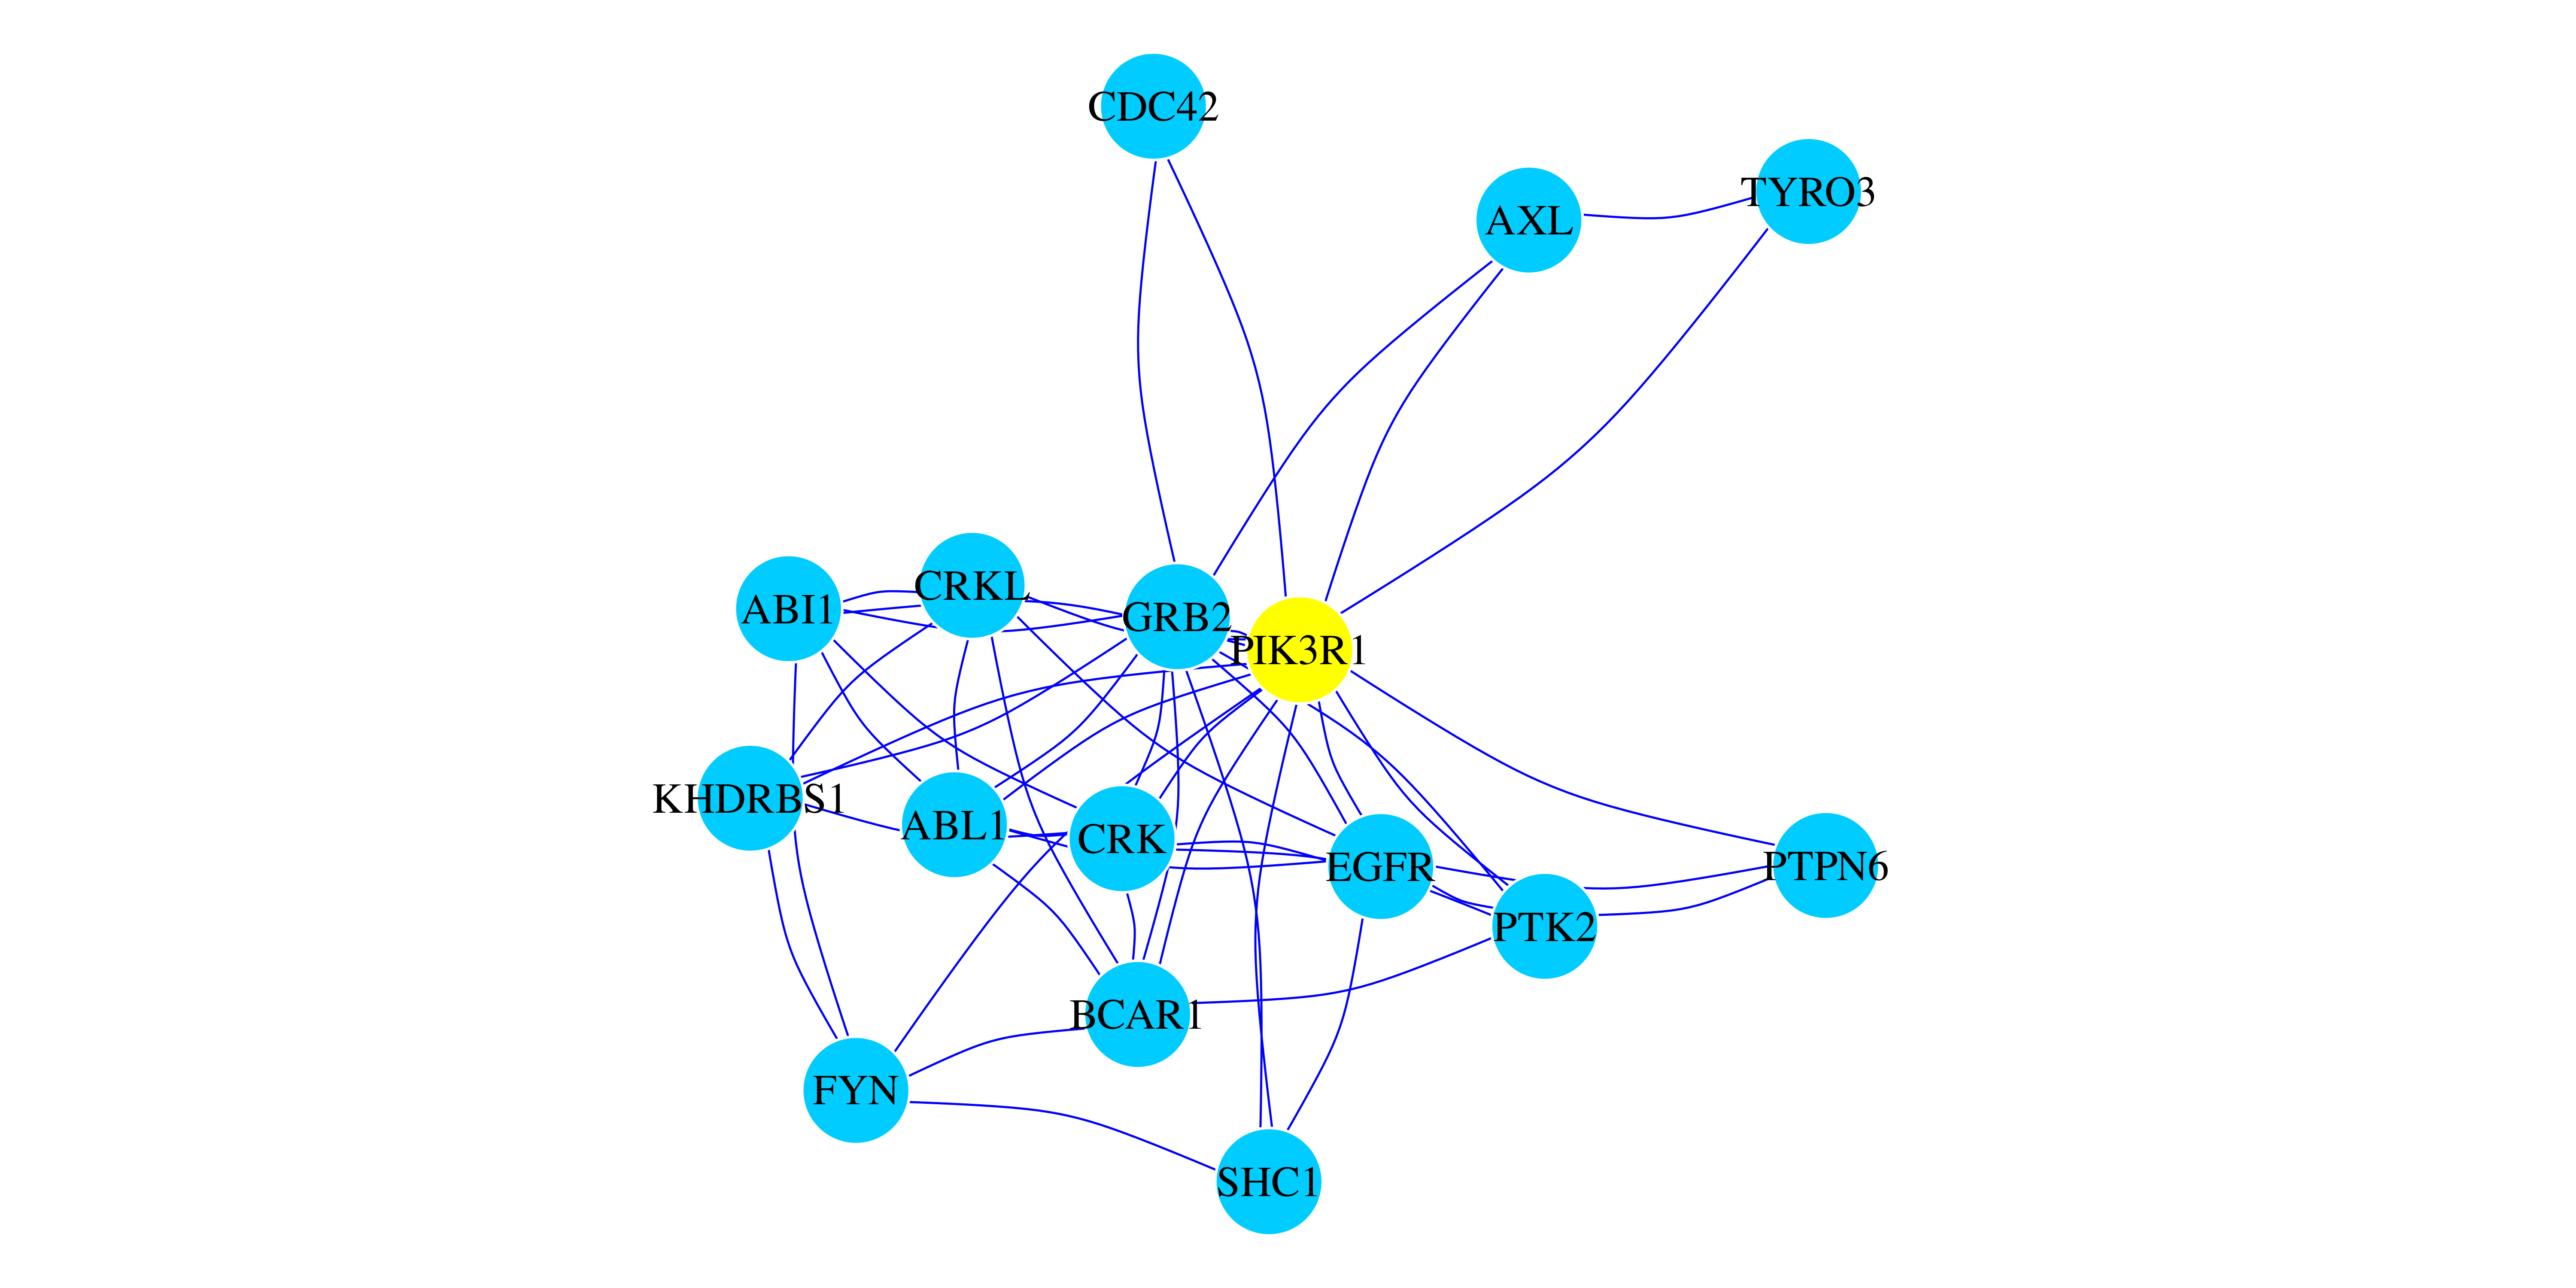 CDC42
TYRO3
AXL
CRKL
ABI1
GRB2
PIK3R1
KHDRBS1
ABL1
CRK
EGFR
PTPN6
PTK2
BCAR1
FYN
SHC1